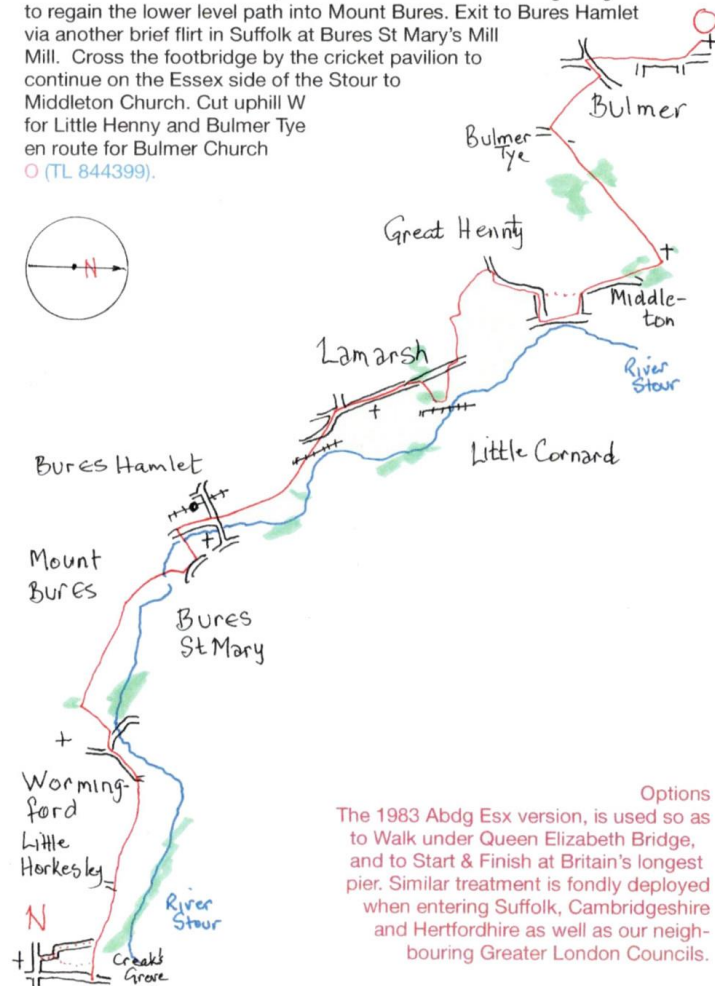 to regain the lower level path into Mount Bures. Exit to Bures Hamlet
via another brief flirt in Suffolk at Bures St Mary's Mill
Mill. Cross the footbridge by the cricket pavilion to
continue on the Essex side of the Stour to
Middleton Church. Cut uphill W
for Little Henny and Bulmer Tye
en route for Bulmer Church
O (TL 844399).
O
Bulmer
Bulmer
Tye
Great Henny
N
Middle-
ton
Lamarsh
River
Stour
Little Cornard
Bures Hamlet
Mount
Bures
Bures
St Mary
Worming-
ford
Little
Horkesley
River
Stour
N
Creaks
Grove
Options
The 1983 Abdg Esx version, is used so as
to Walk under Queen Elizabeth Bridge,
and to Start & Finish at Britain's longest
pier. Similar treatment is fondly deployed
when entering Suffolk, Cambridgeshire
and Hertfordhire as well as our neigh-
bouring Greater London Councils.